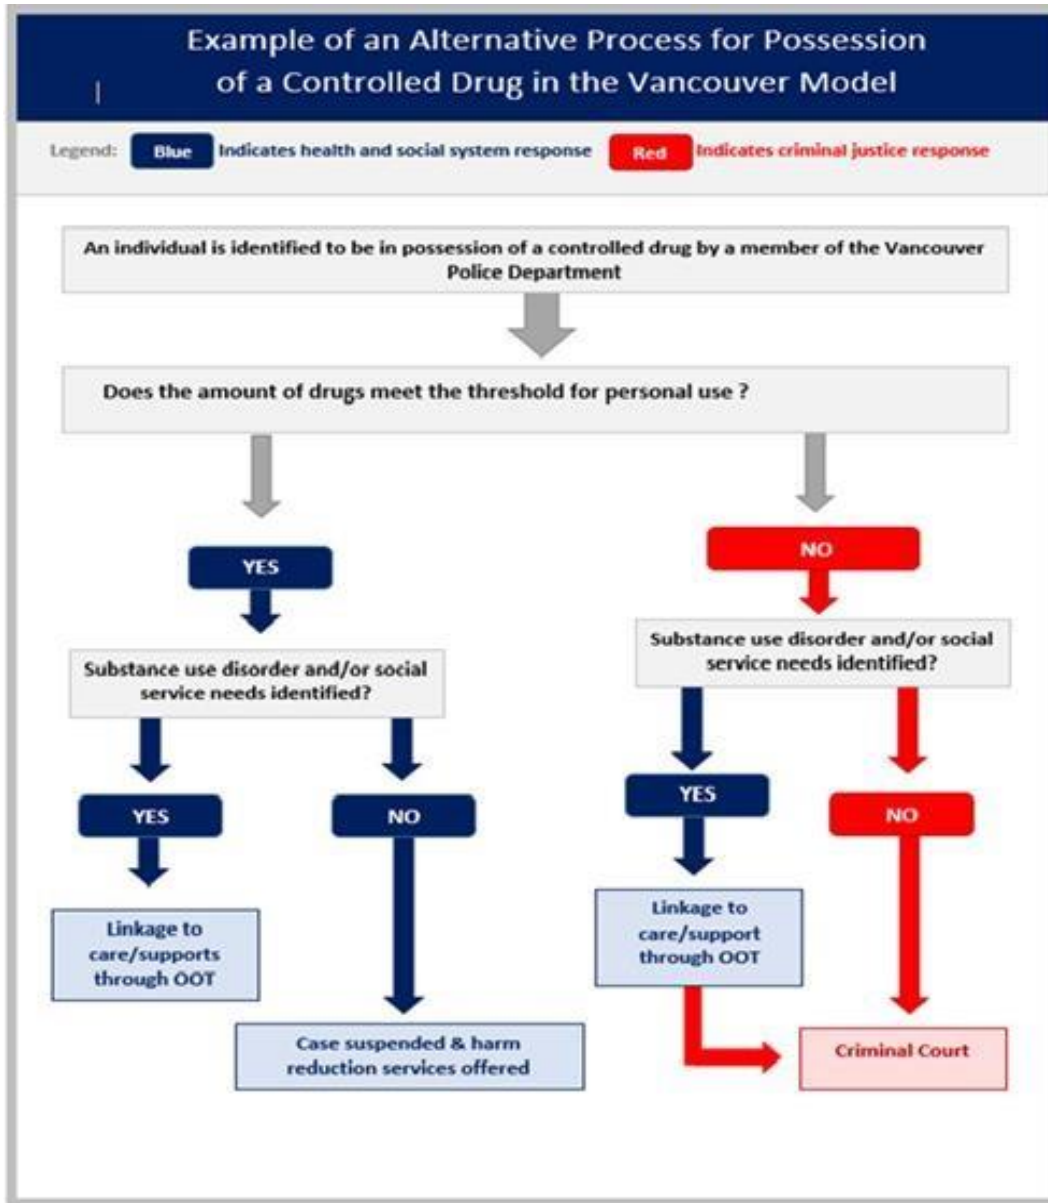 Example of an Alternative Process for Possession
of a Controlled Drug in the Vancouver Model
Legend: Blue Indicates health and social system response Red Indicates criminal justice response
An individual is identified to be in possession of a controlled drug by a member of the Vancouver
Police Department
Does the amount of drugs meet the threshold for personal use ?
YES
NO
Substance use disorder and/or social
service needs identified?
Substance use disorder and/or social
service needs identified?
YES
NO
YES
NO
Linkage to
care/supports
through OOT
Case suspended & harm
reduction services offered
Linkage to
care/support
through OOT
Criminal Court